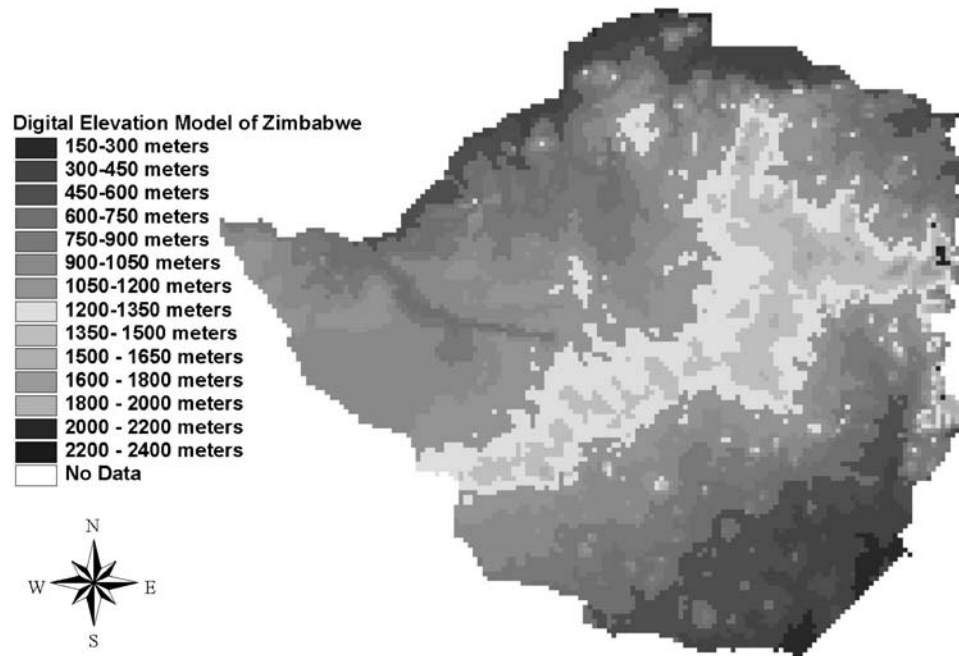 Digital Elevation Model of Zimbabwe
150-300 meters
300-450 meters
450-600 meters
600-750 meters
750-900 meters
900-1050 meters
1050-1200 meters
1200-1350 meters
1350- 1500 meters
1500 - 1650 meters
1600 - 1800 meters
1800 - 2000 meters
2000 - 2200 meters
2200 - 2400 meters
No Data
N
W E
S